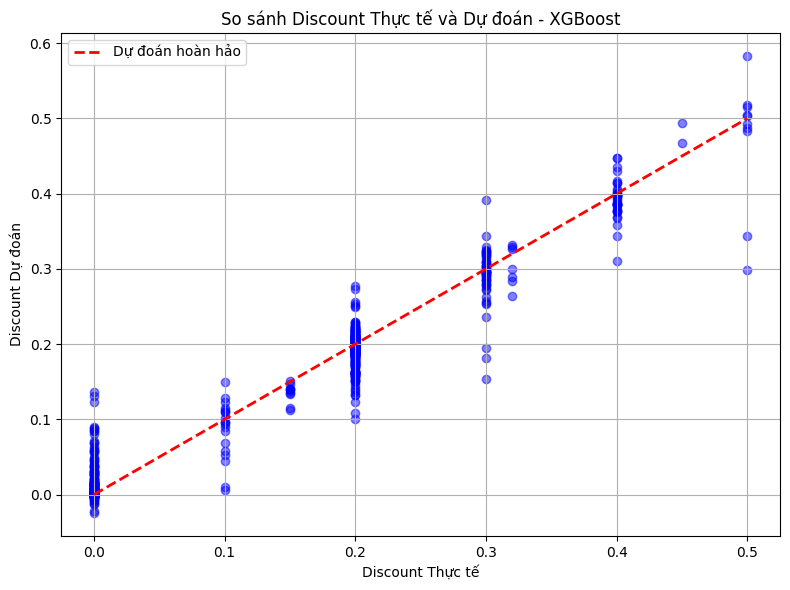 So sánh Discount Thực tế và Dự đoán - XGBoost
Dự đoán hoàn hảo
0.6
0.5
0.4
0.3
0.2
0.1
0.0
Discount Dự đoán
0.0 0.1 0.2 0.3 0.4 0.5
Discount Thực tế